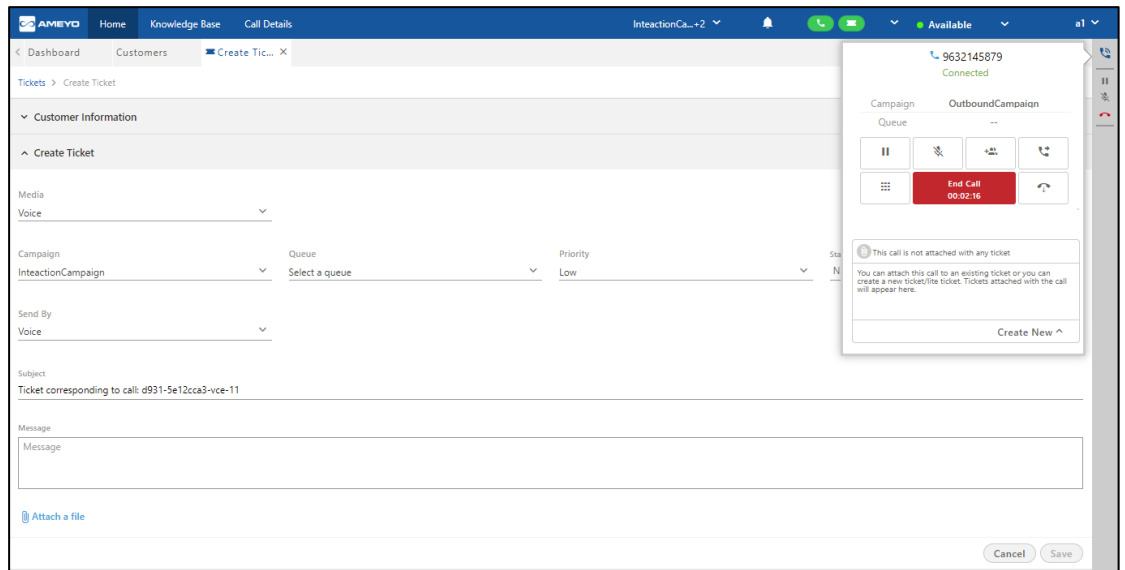 AMEYO Home Knowledge Base Call Details InteactionCa...+2 Available a1
Dashboard Customers Create Tic... ×
Tickets > Create Ticket
Customer Information
Create Ticket
Media
Voice
Campaign Queue Priority Sta
InteactionCampaign Select a queue Low N
Send By
Voice
Subject
Ticket corresponding to call: d931-5e12cca3-vce-11
Message
Message
Attach a file
Cancel Save
9632145879
Connected
Campaign OutboundCampaign
Queue --
End Call
00:02:16
This call is not attached with any ticket
You can attach this call to an existing ticket or you can
create a new ticket/lite ticket. Tickets attached with the call
will appear here.
Create New